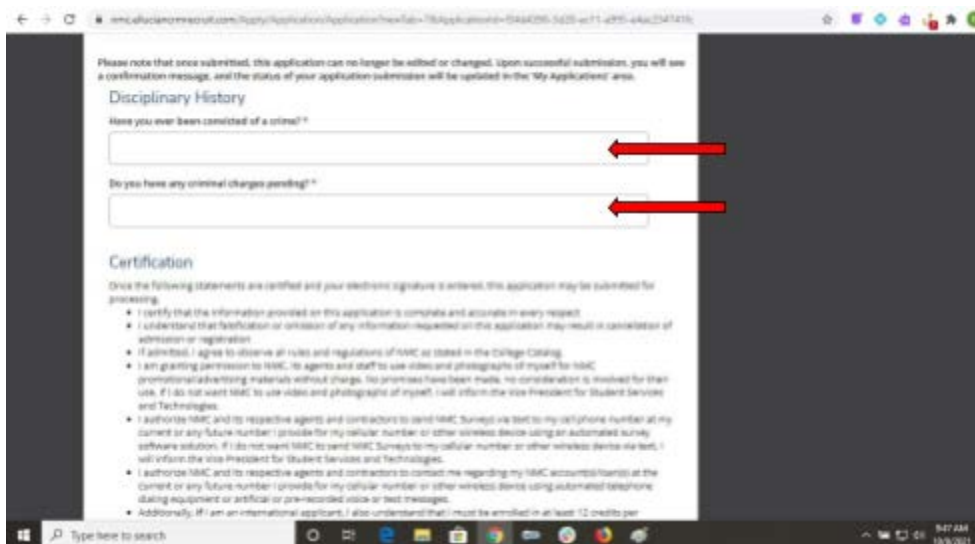 Please note that once submitted, this application can no longer be edited or changed. Upon successful submission, you will see
a confirmation message, and the status of your application submission will be updated in the 'My Applications' area.
Disciplinary History
Have you ever been convicted of a crime? *
Do you have any criminal charges pending? *
Certification
Once the following statements are certified and your electronic signature is entered, this application may be submitted for
processing.
• I certify that the information provided on this application is complete and accurate in every respect
• I understand that falsification or omission of any information requested on this application may result in cancellation of
admission or registration
• If admitted, I agree to observe all rules and regulations of NMC as stated in the College Catalog.
• I am granting permission to NMC, its agents and staff to use video and photographs of myself for NMC
promotional/advertising materials without charge. No promises have been made, no consideration is involved for their
use. If I do not want NMC to use video and photographs of myself, I will inform the Vice President for Student Services
and Technologies.
• I authorize NMC and its respective agents and contractors to send NMC Surveys via text to my cell phone number at my
current or any future number I provide for my cellular number or other wireless device using an automated survey
software solution. If I do not want NMC to send NMC Surveys to my cellular number or other wireless device via text, I
will inform the Vice President for Student Services and Technologies.
• I authorize NMC and its respective agents and contractors to contact me regarding my NMC account(s)/loan(s) at the
current or any future number I provide for my cellular number or other wireless device using automated telephone
dialing equipment or artificial or pre-recorded voice or text messages.
• Additionally, if I am an international applicant, I also understand that I must be enrolled in at least 12 credits per
Type here to search
9:47 AM